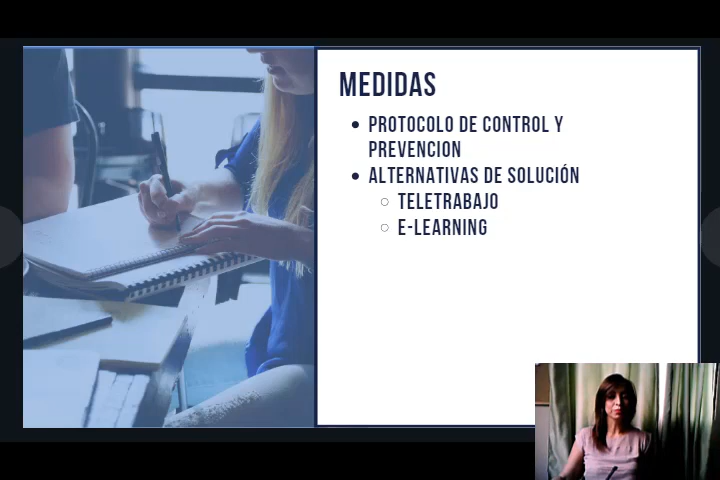 MEDIDAS
PROTOCOLO DE CONTROL Y
PREVENCION
ALTERNATIVAS DE SOLUCIÓN
TELETRABAJO
E-LEARNING